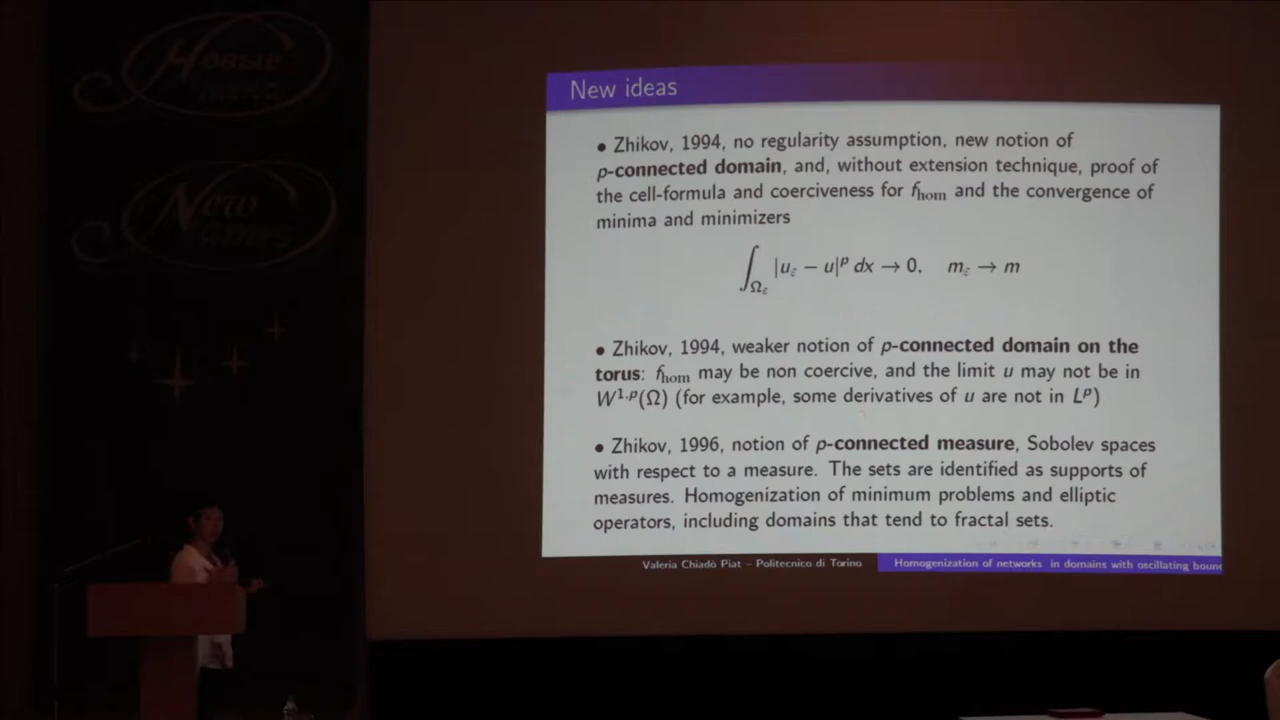 Новые
имена
New
Names
New ideas
• Zhikov, 1994, no regularity assumption, new notion of
p-connected domain, and, without extension technique, proof of
the cell-formula and coerciveness for f_hom and the convergence of
minima and minimizers
∫_{Ω_ε} |u_ε − u|^p dx → 0, m_ε → m
• Zhikov, 1994, weaker notion of p-connected domain on the
torus: f_hom may be non coercive, and the limit u may not be in
W^{1,p}(Ω) (for example, some derivatives of u are not in L^p)
• Zhikov, 1996, notion of p-connected measure, Sobolev spaces
with respect to a measure. The sets are identified as supports of
measures. Homogenization of minimum problems and elliptic
operators, including domains that tend to fractal sets.
Valeria Chiadò Piat – Politecnico di Torino
Homogenization of networks in domains with oscillating boun